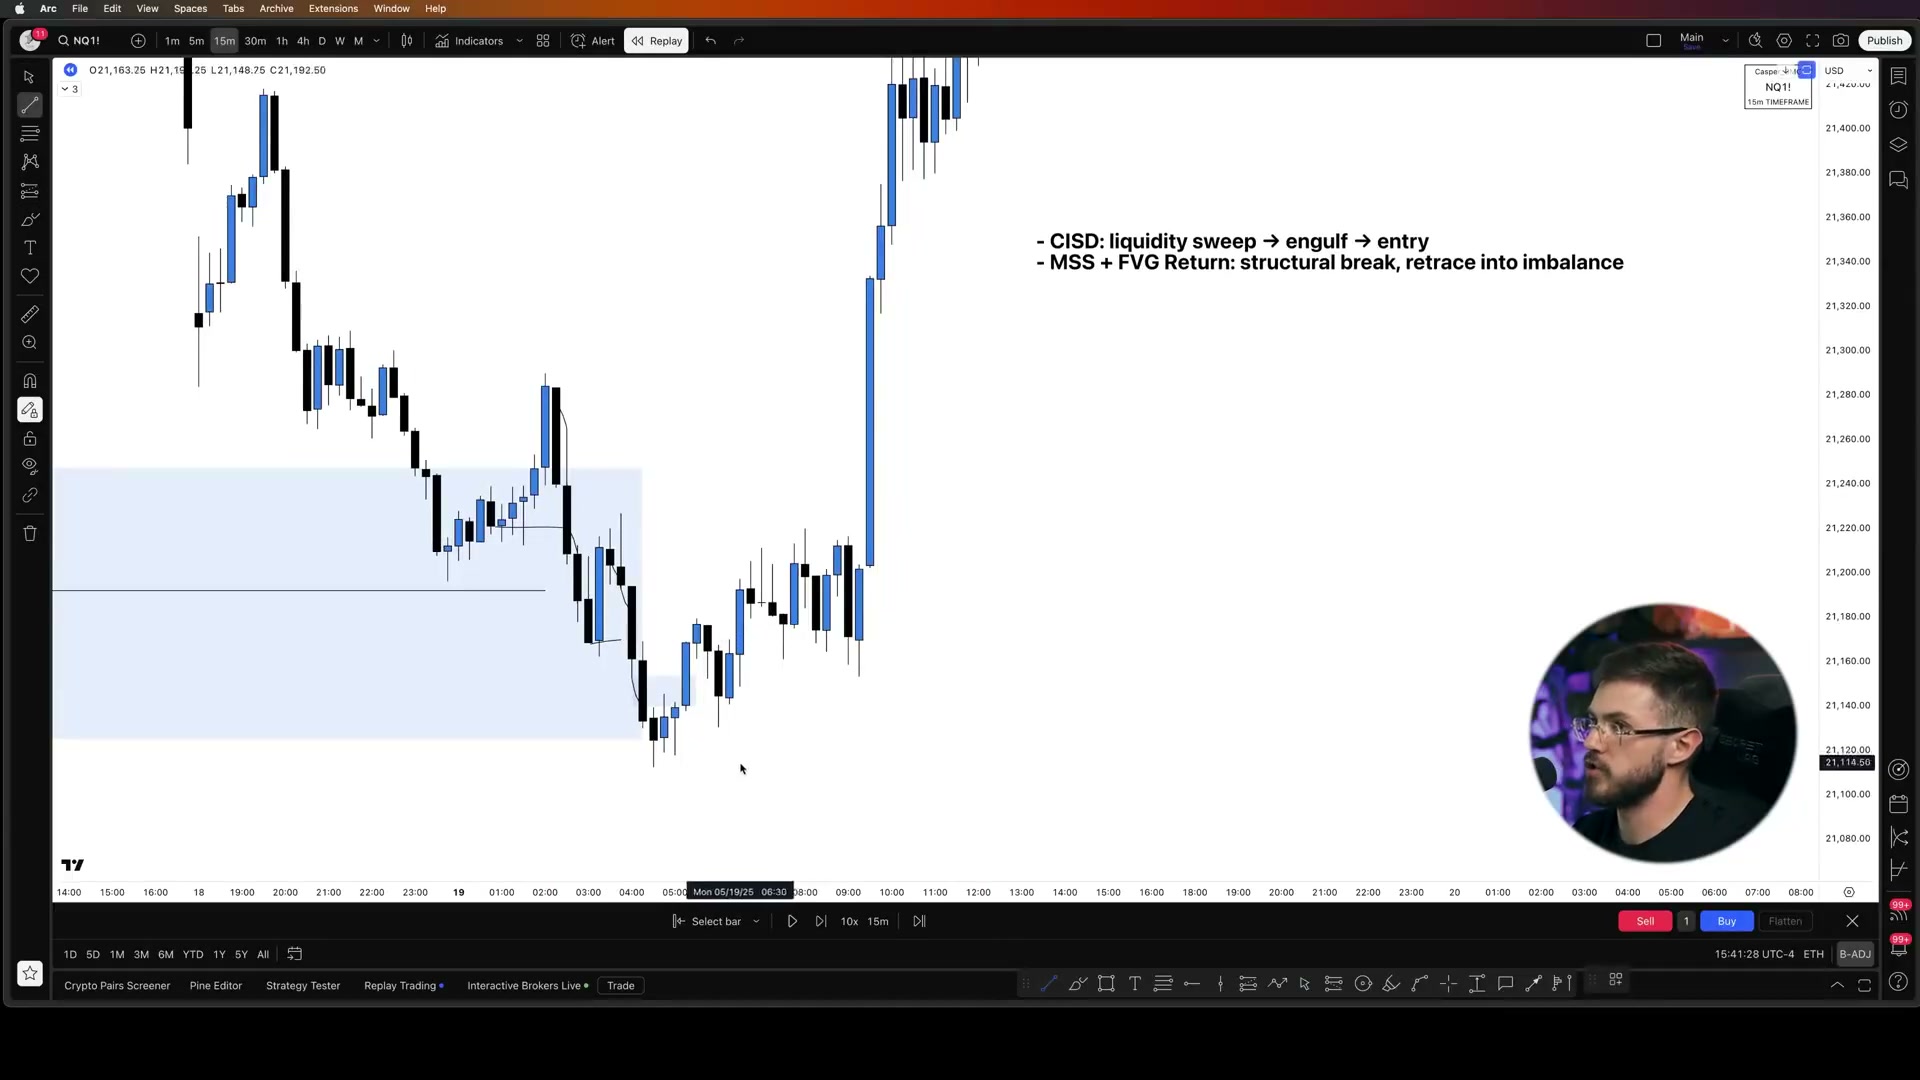 Arc File Edit View Spaces Tabs Archive Extensions Window Help
11 NQ1! 1m 5m 15m 30m 1h 4h D W M Indicators Alert Replay Main Save Publish
O21,163.75 L21,148.75 C21,192.50
3
Casper
NQ1!
15m TIMEFRAME
USD
21,420.00
21,400.00
21,380.00
21,360.00
21,340.00
21,320.00
21,300.00
21,280.00
21,260.00
21,240.00
21,220.00
21,200.00
21,180.00
21,160.00
21,140.00
21,120.00
21,114.50
21,100.00
21,080.00
- CISD: liquidity sweep → engulf → entry
- MSS + FVG Return: structural break, retrace into imbalance
14:00 15:00 16:00 18 19:00 20:00 21:00 22:00 23:00 19 01:00 02:00 03:00 04:00 05:00 Mon 05/19/25 06:30 08:00 09:00 10:00 11:00 12:00 13:00 14:00 15:00 16:00 18:00 19:00 20:00 21:00 22:00 23:00 20 01:00 02:00 03:00 04:00 05:00 06:00 07:00 08:00
Select bar 10x 15m Sell 1 Buy Flatten
99+
1D 5D 1M 3M 6M YTD 1Y 5Y All 15:41:28 UTC-4 ETH B-ADJ
99+
Crypto Pairs Screener Pine Editor Strategy Tester Replay Trading Interactive Brokers Live Trade